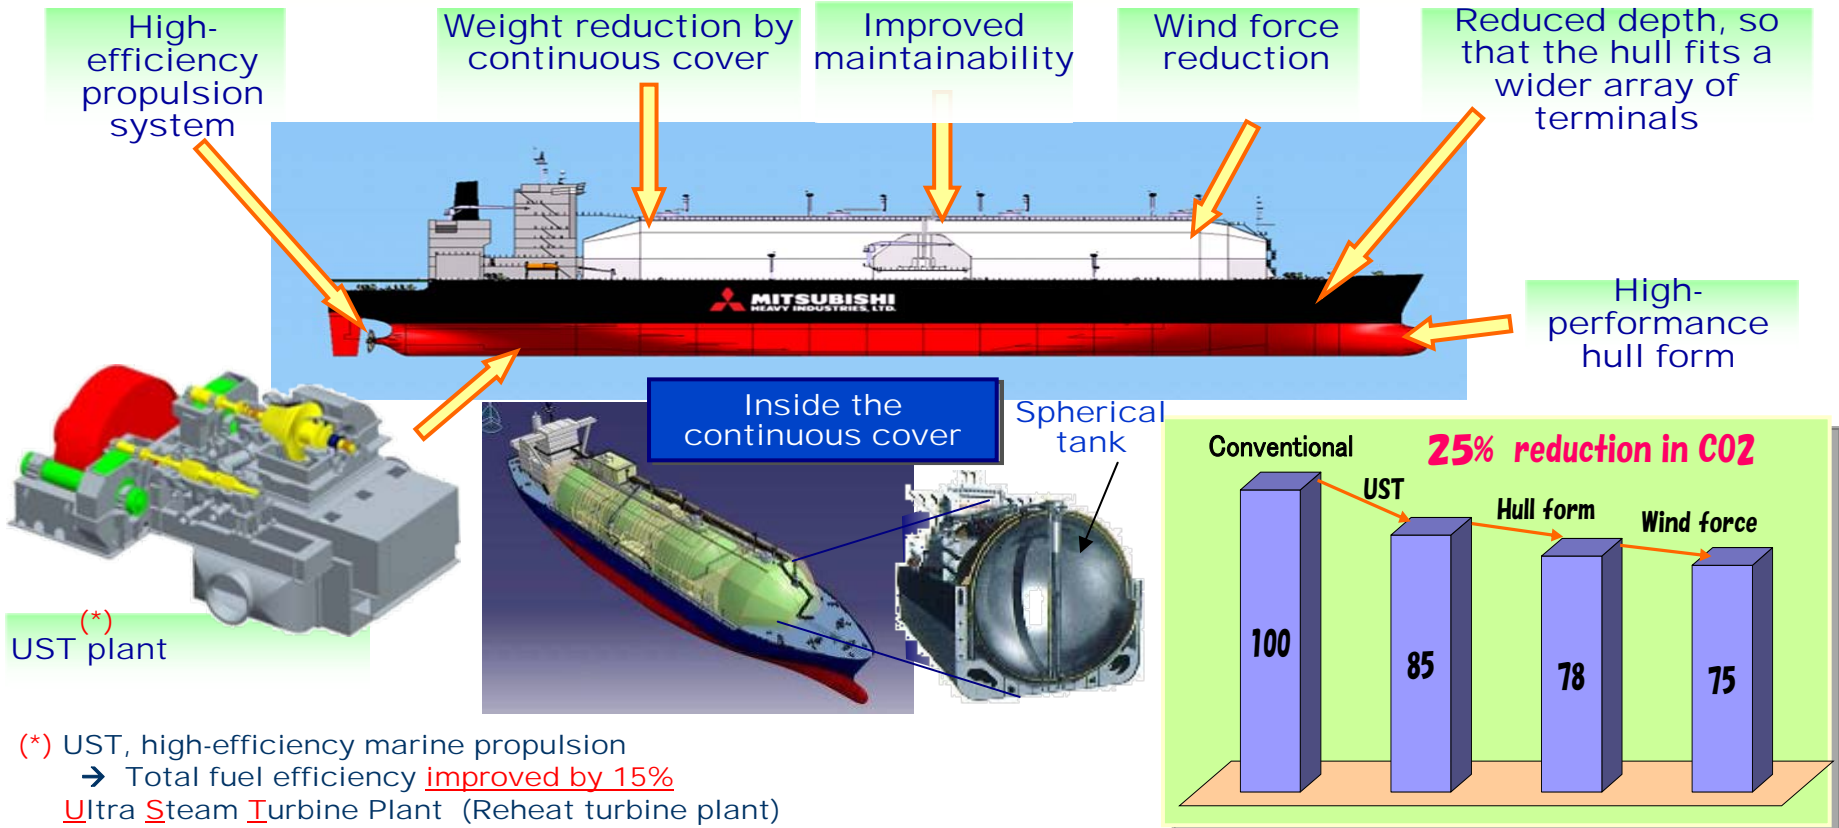 High-
efficiency
propulsion
system
Weight reduction by
continuous cover
Improved
maintainability
Wind force
reduction
Reduced depth, so
that the hull fits a
wider array of
terminals
MITSUBISHI
HEAVY INDUSTRIES, LTD.
High-
performance
hull form
Inside the
continuous cover
Spherical
tank
(*)
UST plant
Conventional
25% reduction in CO2
UST
Hull form
Wind force
100
85
78
75
(*) UST, high-efficiency marine propulsion
→ Total fuel efficiency improved by 15%
Ultra Steam Turbine Plant (Reheat turbine plant)